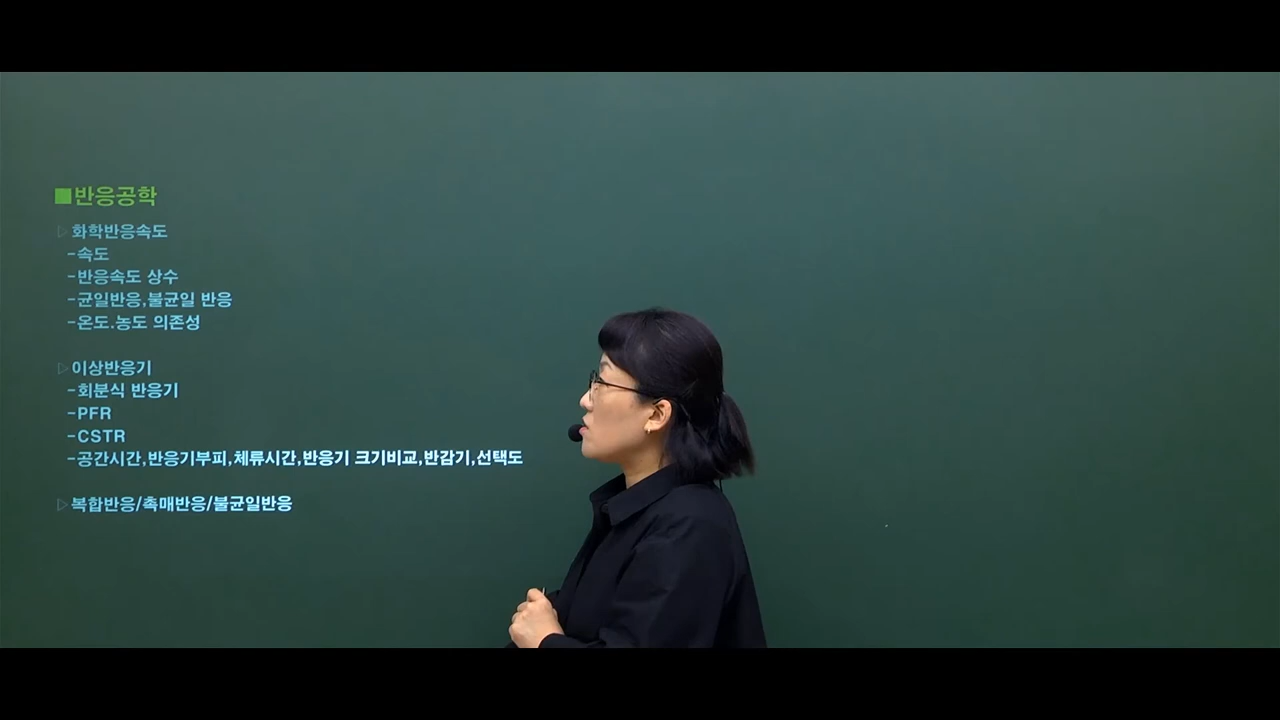 ■반응공학
▷화학반응속도
-속도
-반응속도 상수
-균일반응,불균일 반응
-온도.농도 의존성
▷이상반응기
-회분식 반응기
-PFR
-CSTR
-공간시간,반응기부피,체류시간,반응기 크기비교,반감기,선택도
▷복합반응/촉매반응/불균일반응